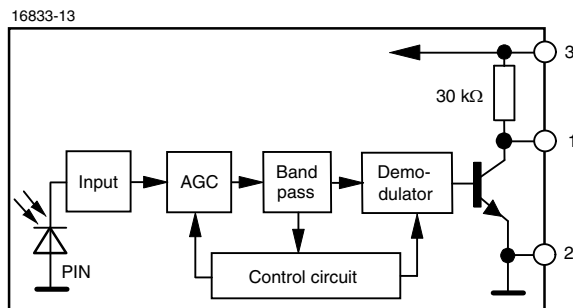 16833-13
3
30 kΩ
1
Input
AGC
Band
pass
Demo-
dulator
2
PIN
Control circuit